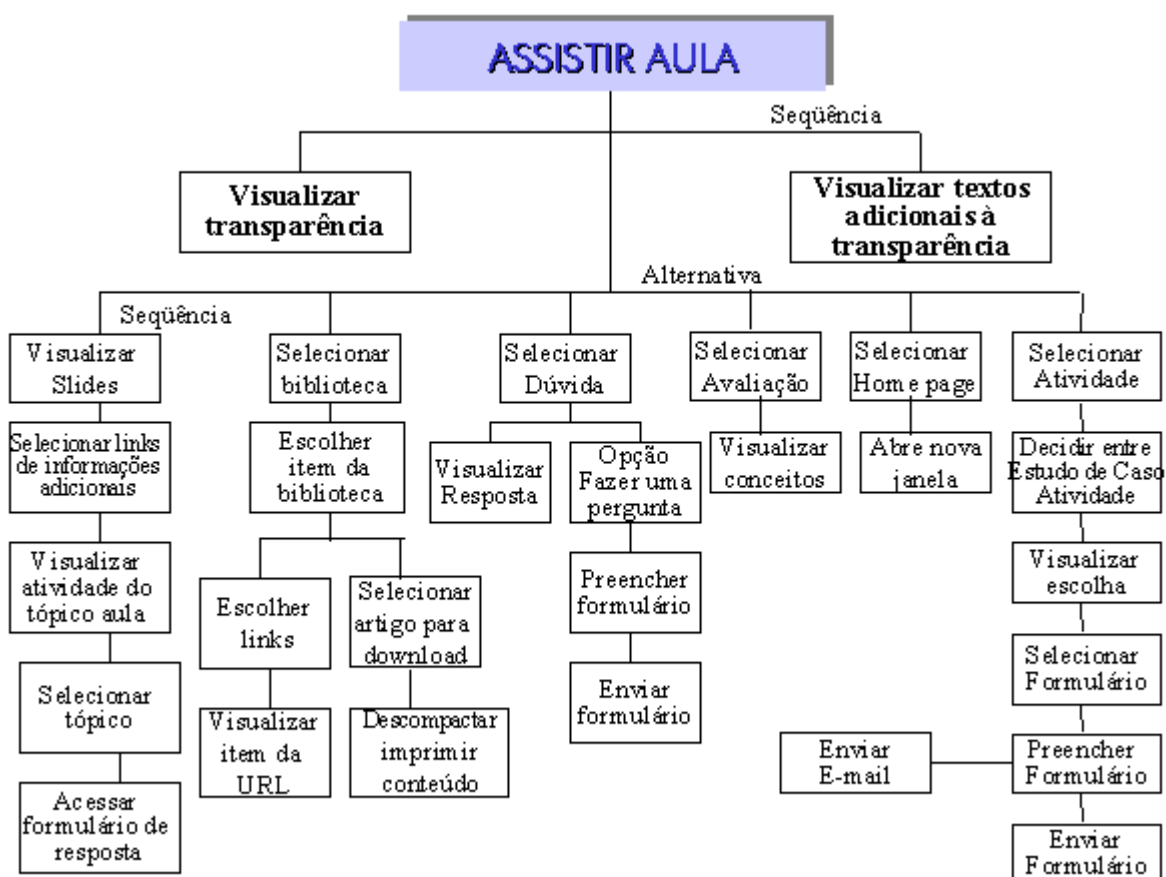 ASSISTIR AULA
Seqüência
Visualizar
transparência
Visualizar textos
adicionais à
transparência
Alternativa
Seqüência
Visualizar
Slides
Selecionar
biblioteca
Selecionar
Dúvida
Selecionar
Avaliação
Selecionar
Home page
Selecionar
Atividade
Selecionar links
de informações
adicionais
Escolher
item da
biblioteca
Visualizar
Resposta
Opção
Fazer uma
pergunta
Visualizar
conceitos
Abre nova
janela
Decidir entre
Estudo de Caso
Atividade
Visualizar
atividade do
tópico aula
Escolher
links
Selecionar
artigo para
download
Preencher
formulário
Visualizar
escolha
Selecionar
tópico
Visualizar
item da
URL
Descompactar
imprimir
conteúdo
Enviar
formulário
Selecionar
Formulário
Enviar
E-mail
Preencher
Formulário
Acessar
formulário de
resposta
Enviar
Formulário